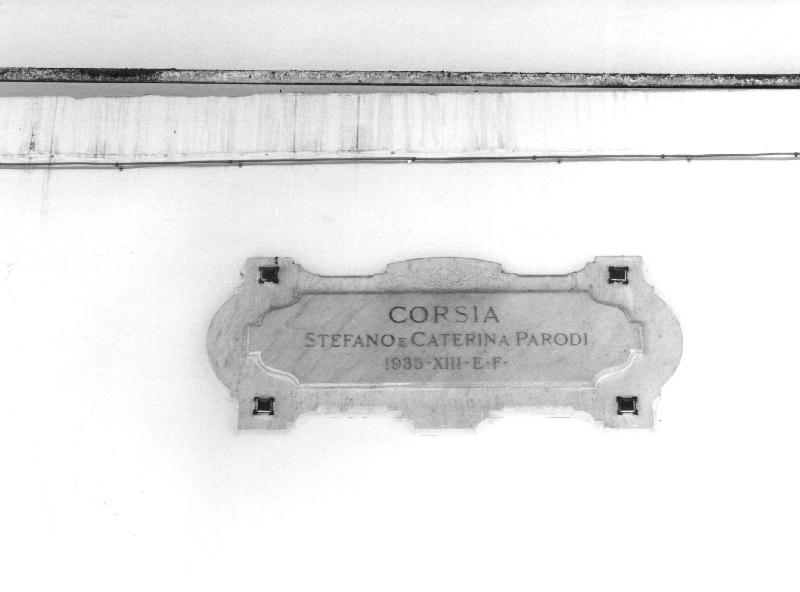 CORSIA
STEFANO E CATERINA PARODI
1935-XIII-E-F-